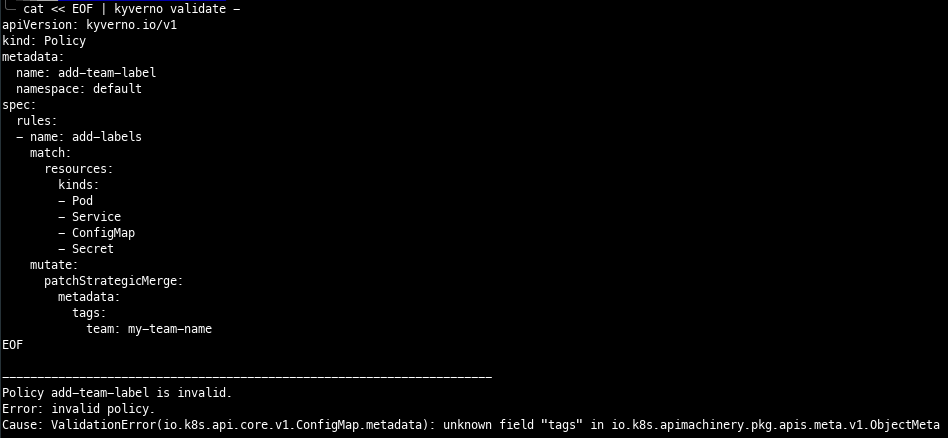 cat << EOF | kyverno validate –
apiVersion: kyverno.io/v1
kind: Policy
metadata:
  name: add–team–label
  namespace: default
spec:
  rules:
  – name: add–labels
    match:
      resources:
        kinds:
        – Pod
        – Service
        – ConfigMap
        – Secret
    mutate:
      patchStrategicMerge:
        metadata:
          tags:
            team: my–team–name
EOF
––––––––––––––––––––––––––––––––––––––––––––––––––––––––––––––––––––––
Policy add–team–label is invalid.
Error: invalid policy.
Cause: ValidationError(io.k8s.api.core.v1.ConfigMap.metadata): unknown field "tags" in io.k8s.apimachinery.pkg.apis.meta.v1.ObjectMeta